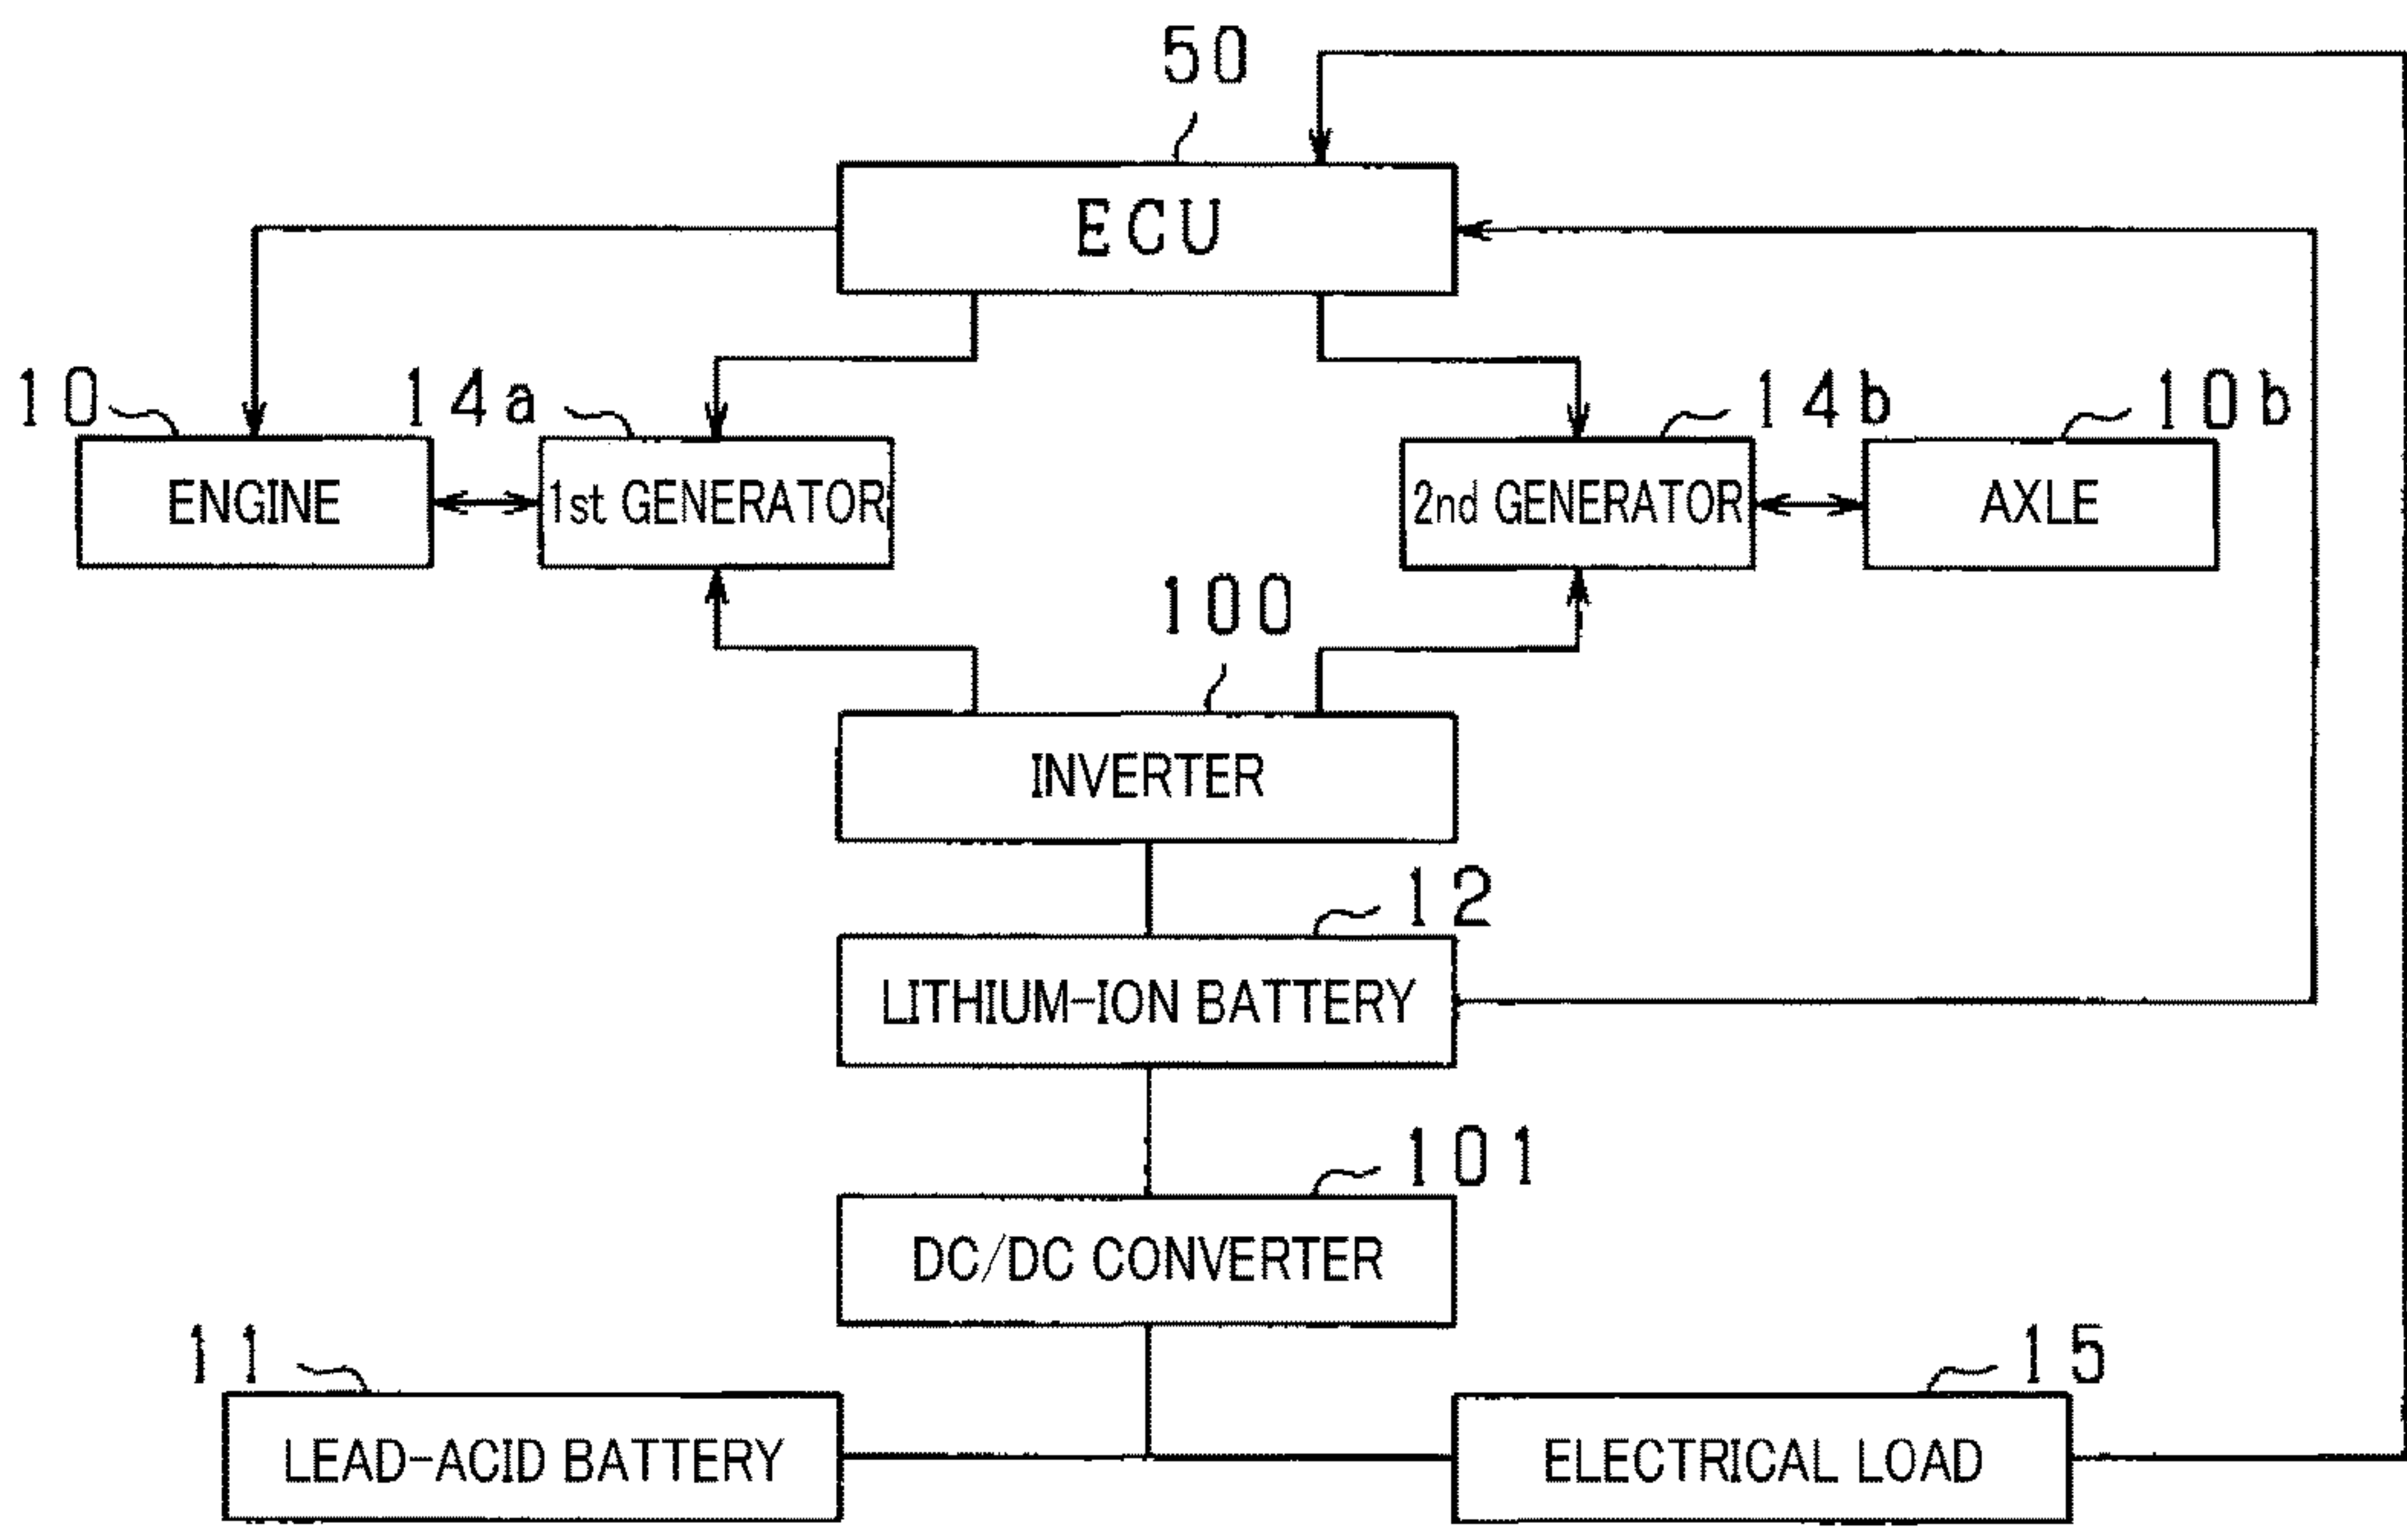 50
ECU
10
14a
14b
10b
ENGINE
1st GENERATOR
2nd GENERATOR
AXLE
100
INVERTER
12
LITHIUM-ION BATTERY
101
DC/DC CONVERTER
11
15
LEAD-ACID BATTERY
ELECTRICAL LOAD